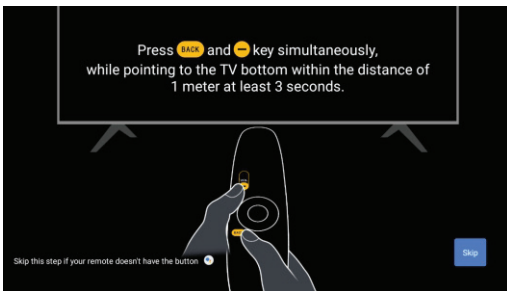 Press BACK and − key simultaneously,
while pointing to the TV bottom within the distance of
1 meter at least 3 seconds.
Skip this step if your remote doesn't have the button
Skip